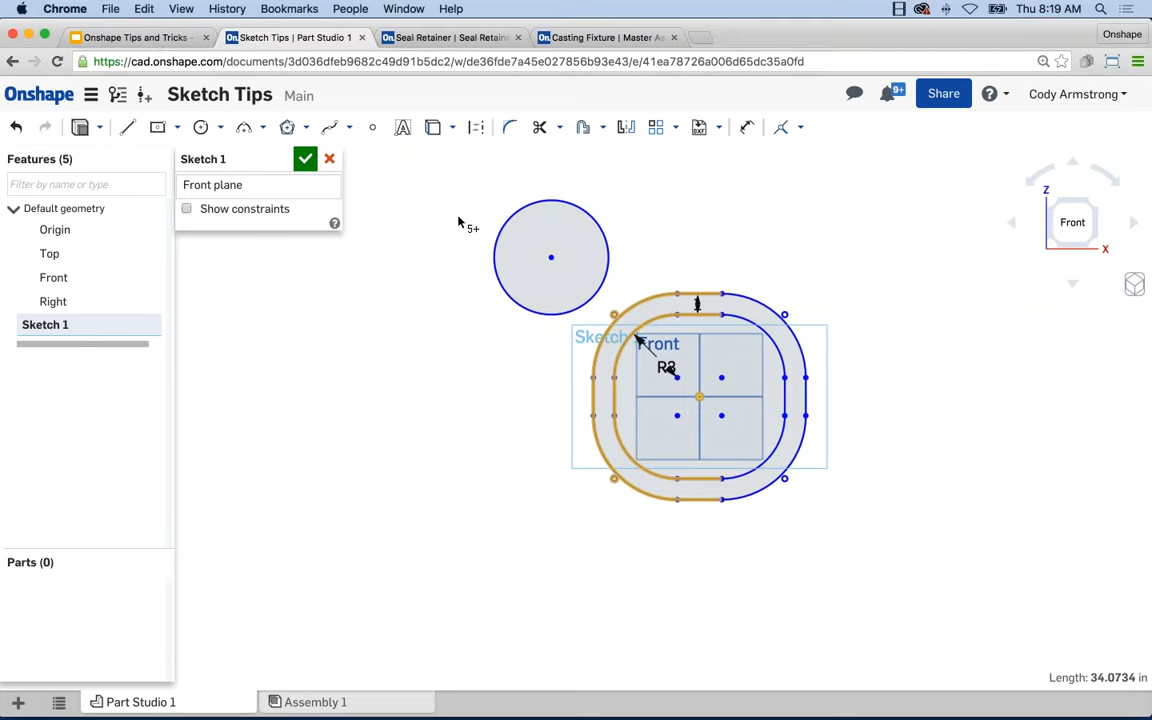 Chrome File Edit View History Bookmarks People Window Help Thu 8:19 AM
Onshape Tips and Tricks - × Sketch Tips | Part Studio 1 × Seal Retainer | Seal Retaine × Casting Fixture | Master As × Onshape
https://cad.onshape.com/documents/3d036dfeb9682c49d91b5dc2/w/de36fde7a45e027856b93e43/e/41ea78726a006d65dc35a0fd
Onshape Sketch Tips Main 9+ Share ? Cody Armstrong
DXF
Features (5)
Filter by name or type
Default geometry
Origin
Top
Front
Right
Sketch 1
Parts (0)
Sketch 1
Front plane
Show constraints
?
5+
Sketch
Front
R3
Z
Front
X
Length: 34.0734 in
Part Studio 1 Assembly 1